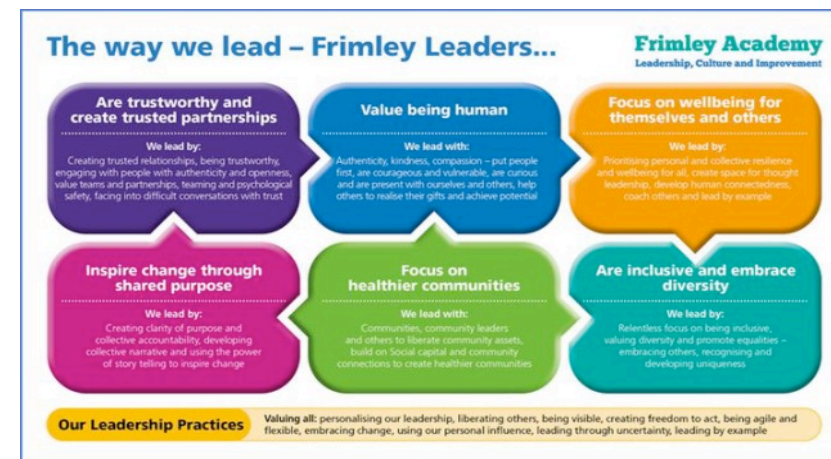 The way we lead – Frimley Leaders...
Frimley Academy
Leadership, Culture and Improvement
Are trustworthy and
create trusted partnerships
We lead by:
Creating trusted relationships, being trustworthy,
engaging with people with authenticity and openness,
value teams and partnerships, teaming and psychological
safety, facing into difficult conversations with trust
Value being human
We lead with:
Authenticity, kindness, compassion – put people
first, are courageous and vulnerable, are curious
and are present with ourselves and others, help
others to realise their gifts and achieve potential
Focus on wellbeing for
themselves and others
We lead by:
Prioritising personal and collective resilience
and wellbeing for all, create space for thought
leadership, develop human connectedness,
coach others and lead by example
Inspire change through
shared purpose
We lead by:
Creating clarity of purpose and
collective accountability, developing
collective narrative and using the power
of story telling to inspire change
Focus on
healthier communities
We lead with:
Communities, community leaders
and others to liberate community assets,
build on Social capital and community
connections to create healthier communities
Are inclusive and embrace
diversity
We lead by:
Relentless focus on being inclusive,
valuing diversity and promote equalities –
embracing others, recognising and
developing uniqueness
Our Leadership Practices
Valuing all: personalising our leadership, liberating others, being visible, creating freedom to act, being agile and
flexible, embracing change, using our personal influence, leading through uncertainty, leading by example